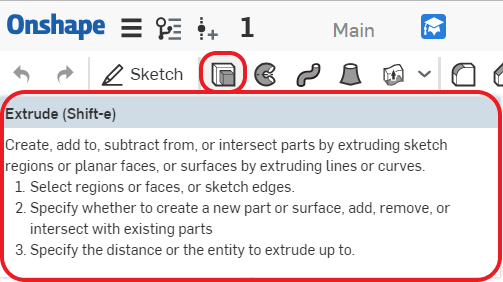 Onshape 1 Main
Sketch
Extrude (Shift-e)
Create, add to, subtract from, or intersect parts by extruding sketch
regions or planar faces, or surfaces by extruding lines or curves.
1. Select regions or faces, or sketch edges.
2. Specify whether to create a new part or surface, add, remove, or
intersect with existing parts
3. Specify the distance or the entity to extrude up to.